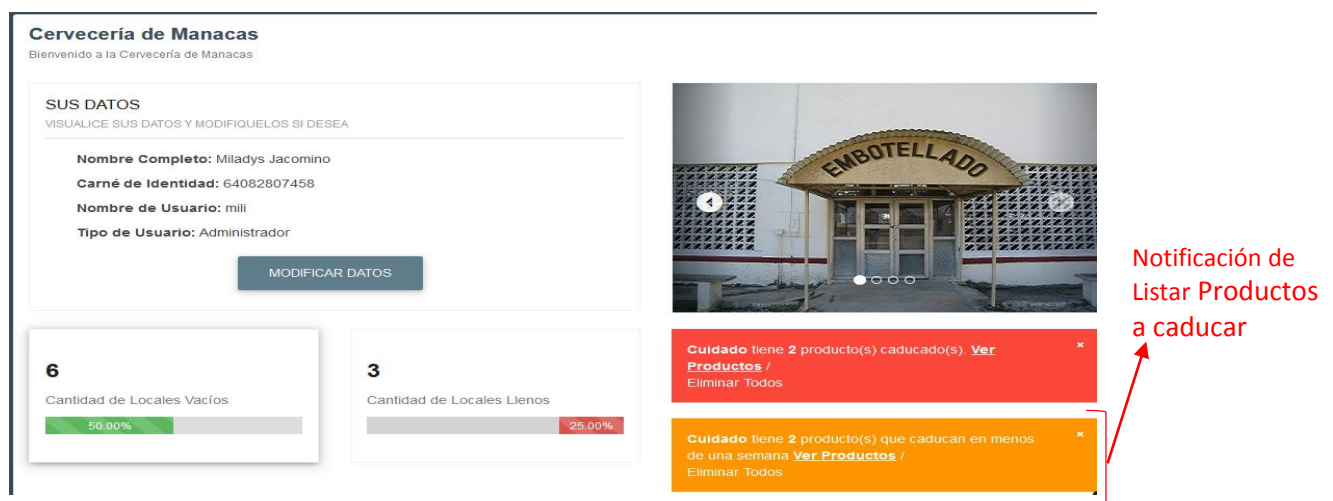 Cervecería de Manacas
Bienvenido a la Cervecería de Manacas
SUS DATOS
VISUALICE SUS DATOS Y MODIFIQUELOS SI DESEA
Nombre Completo: Miladys Jacomino
Carné de Identidad: 64082807458
Nombre de Usuario: mili
Tipo de Usuario: Administrador
MODIFICAR DATOS
EMBOTELLADO
6
Cantidad de Locales Vacíos
50.00%
3
Cantidad de Locales Llenos
25.00%
Cuidado tiene 2 producto(s) caducado(s). Ver
Productos /
Eliminar Todos
×
Cuidado tiene 2 producto(s) que caducan en menos
de una semana Ver Productos /
Eliminar Todos
×
Notificación de
Listar Productos
a caducar